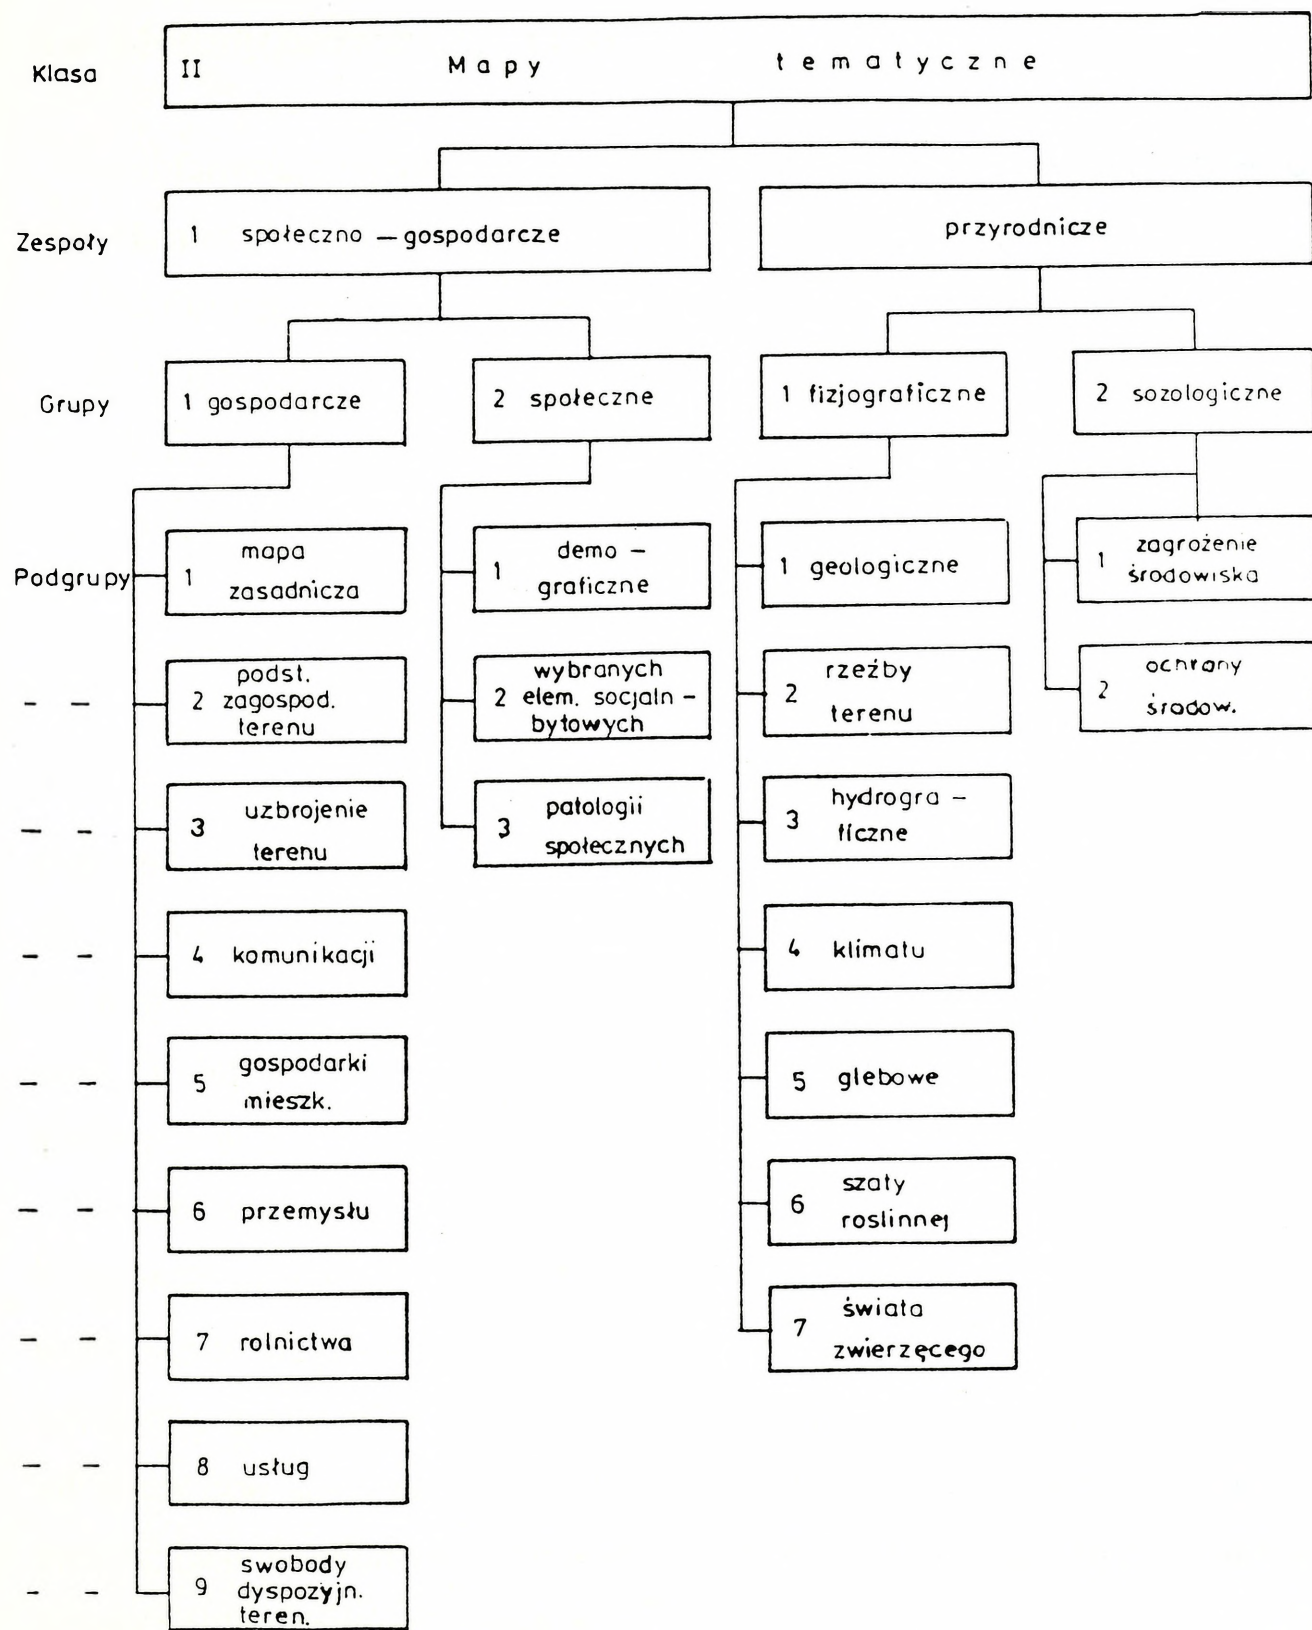 Klasa
II Mapy tematyczne
Zespoły
1 społeczno — gospodarcze
przyrodnicze
Grupy
1 gospodarcze
2 społeczne
1 fizjograficzne
2 sozologiczne
Podgrupy
1 mapa
zasadnicza
1 demo –
graficzne
1 geologiczne
1 zagrożenie
środowiska
– –
podst.
2 zagospod.
terenu
wybranych
2 elem. socjaln –
bytowych
2 rzeźby
terenu
2 ochrany
środow.
– –
3 uzbrojenie
terenu
3 patologii
społecznych
3 hydrogra –
ficzne
– –
4 komunikacji
4 klimatu
– –
5 gospodarki
mieszk.
5 glebowe
– –
6 przemysłu
6 szaty
roslinnej
– –
7 rolnictwa
7 świata
zwierzęcego
– –
8 usług
– –
swobody
9 dyspozyjn.
teren.